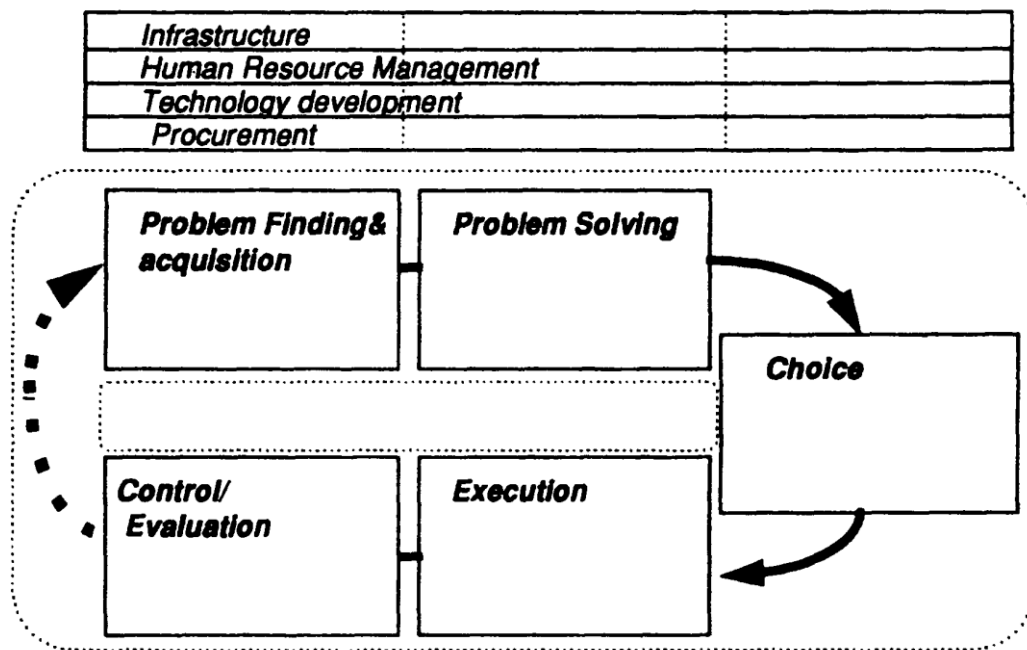 Infrastructure
Human Resource Management
Technology development
Procurement
Problem Finding&
acquisition
Problem Solving
Choice
Control/
Evaluation
Execution